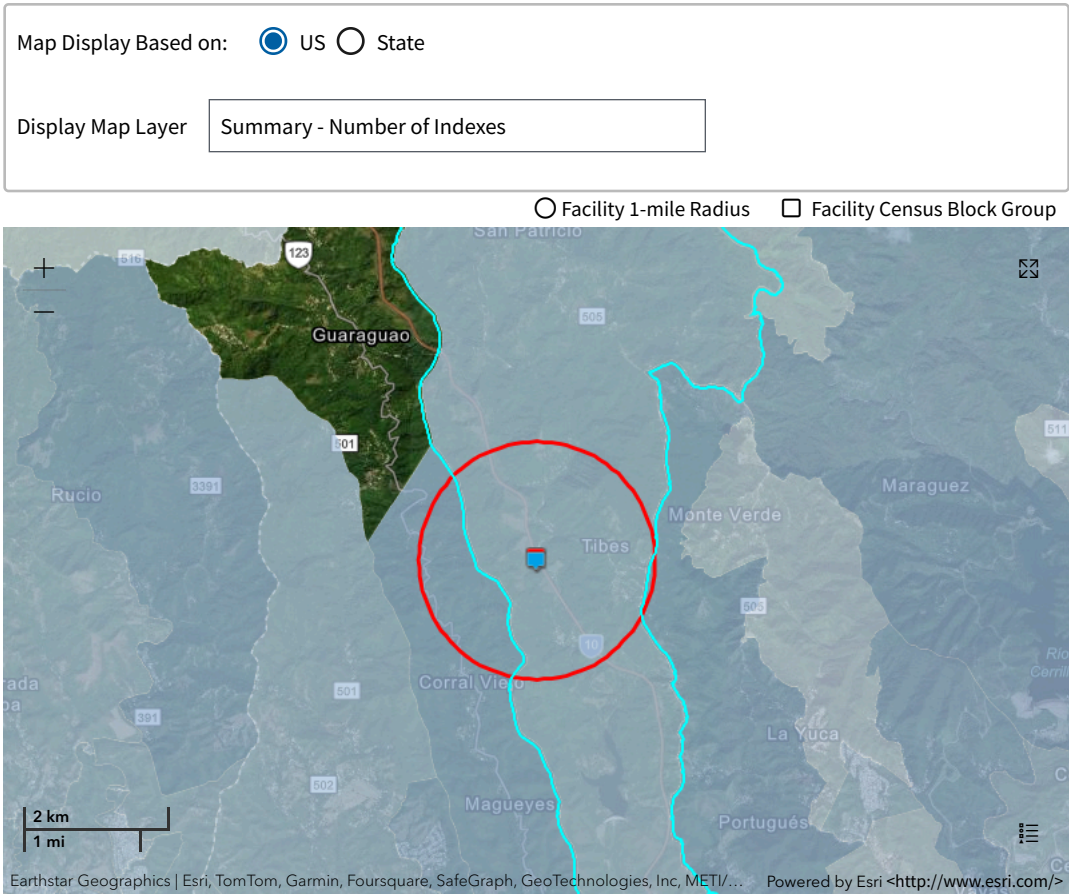 Map Display Based on: US State
Display Map Layer Summary - Number of Indexes
Facility 1-mile Radius Facility Census Block Group
San Patricio
516
123
505
Guaraguao
501
511
Rucio
3391
Maraguez
Monte Verde
Tibes
505
10
Corral Viejo
501
391
La Yuca
502
Magueyes
Portugués
2 km
1 mi
Earthstar Geographics | Esri, TomTom, Garmin, Foursquare, SafeGraph, GeoTechnologies, Inc, METI/… Powered by Esri <http://www.esri.com/>